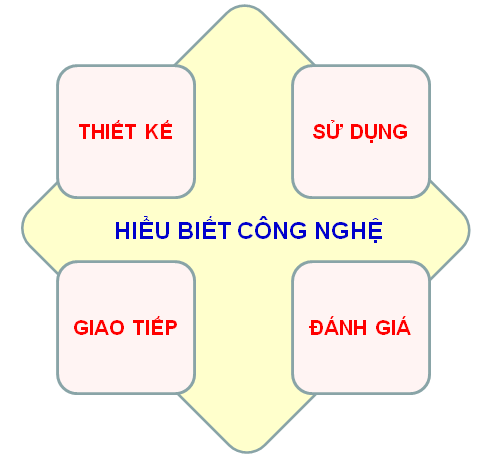 THIẾT KẾ
SỬ DỤNG
HIỂU BIẾT CÔNG NGHỆ
GIAO TIẾP
ĐÁNH GIÁ